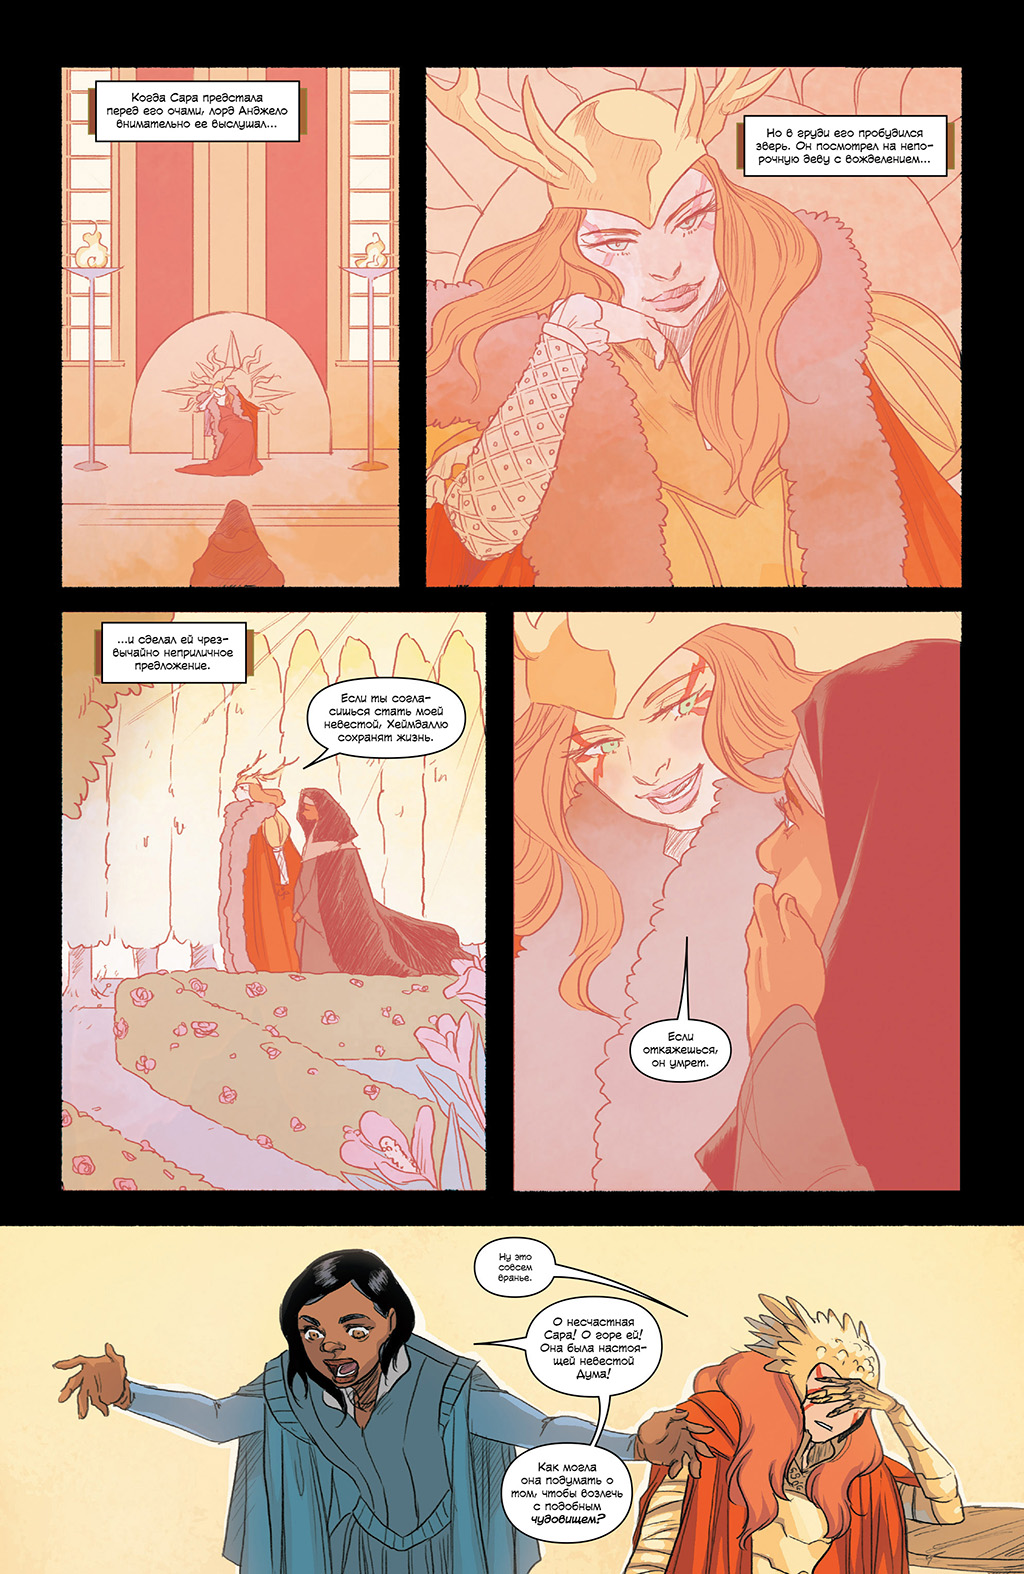 Когда Сара предстала
перед его очами, лорд Анджело
внимательно ее выслушал...
Но в груди его пробудился
зверь. Он посмотрел на непо-
рочную деву с вожделением...
...и сделал ей чрез-
вычайно неприличное
предложение.
Если ты согла-
сишься стать моей
невестой, Хеймдаллю
сохранят жизнь.
Если
откажешься,
он умрет.
Ну это
совсем
вранье.
О несчастная
Сара! О горе ей!
Она была настоя-
щей невестой
Дума!
Как могла
она подумать о
том, чтобы возлечь
с подобным
чудовищем?